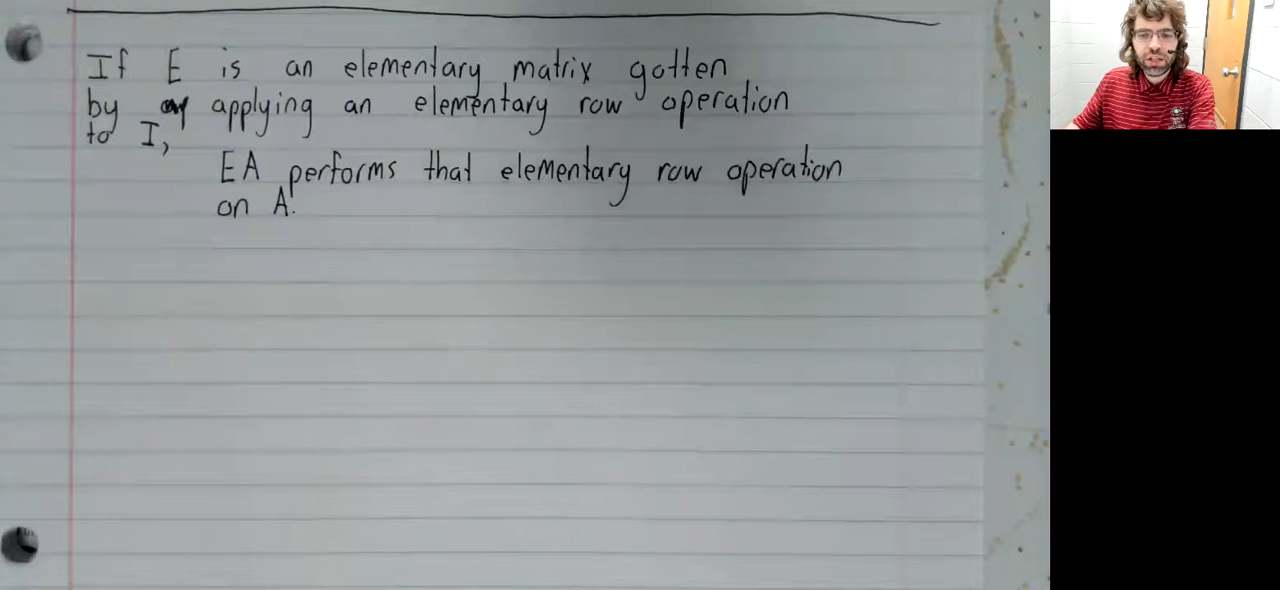 If E is an elementary matrix gotten
by applying an elementary row operation
to I,
EA performs that elementary row operation
on A.